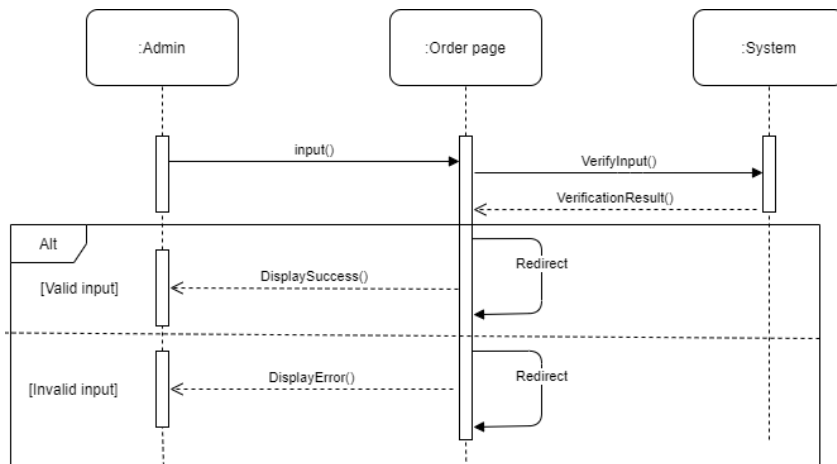 :Admin
:Order page
:System
input()
VerifyInput()
VerificationResult()
Alt
Redirect
DisplaySuccess()
[Valid input]
DisplayError()
Redirect
[Invalid input]